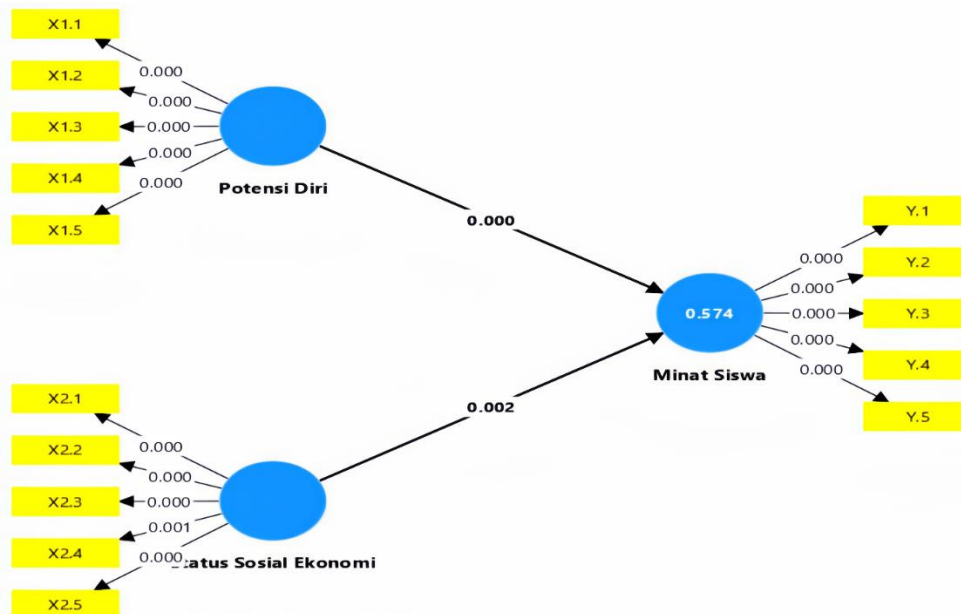 X1.1
0.000
X1.2
0.000
X1.3
0.000
0.000
X1.4
0.000
X1.5
Potensi Diri
0.000
Y.1
0.000
Y.2
0.000
0.574
0.000
Y.3
0.000
Y.4
0.000
Y.5
Minat Siswa
0.002
X2.1
0.000
X2.2
0.000
X2.3
0.000
0.001
X2.4
0.000
X2.5
tatus Sosial Ekonomi